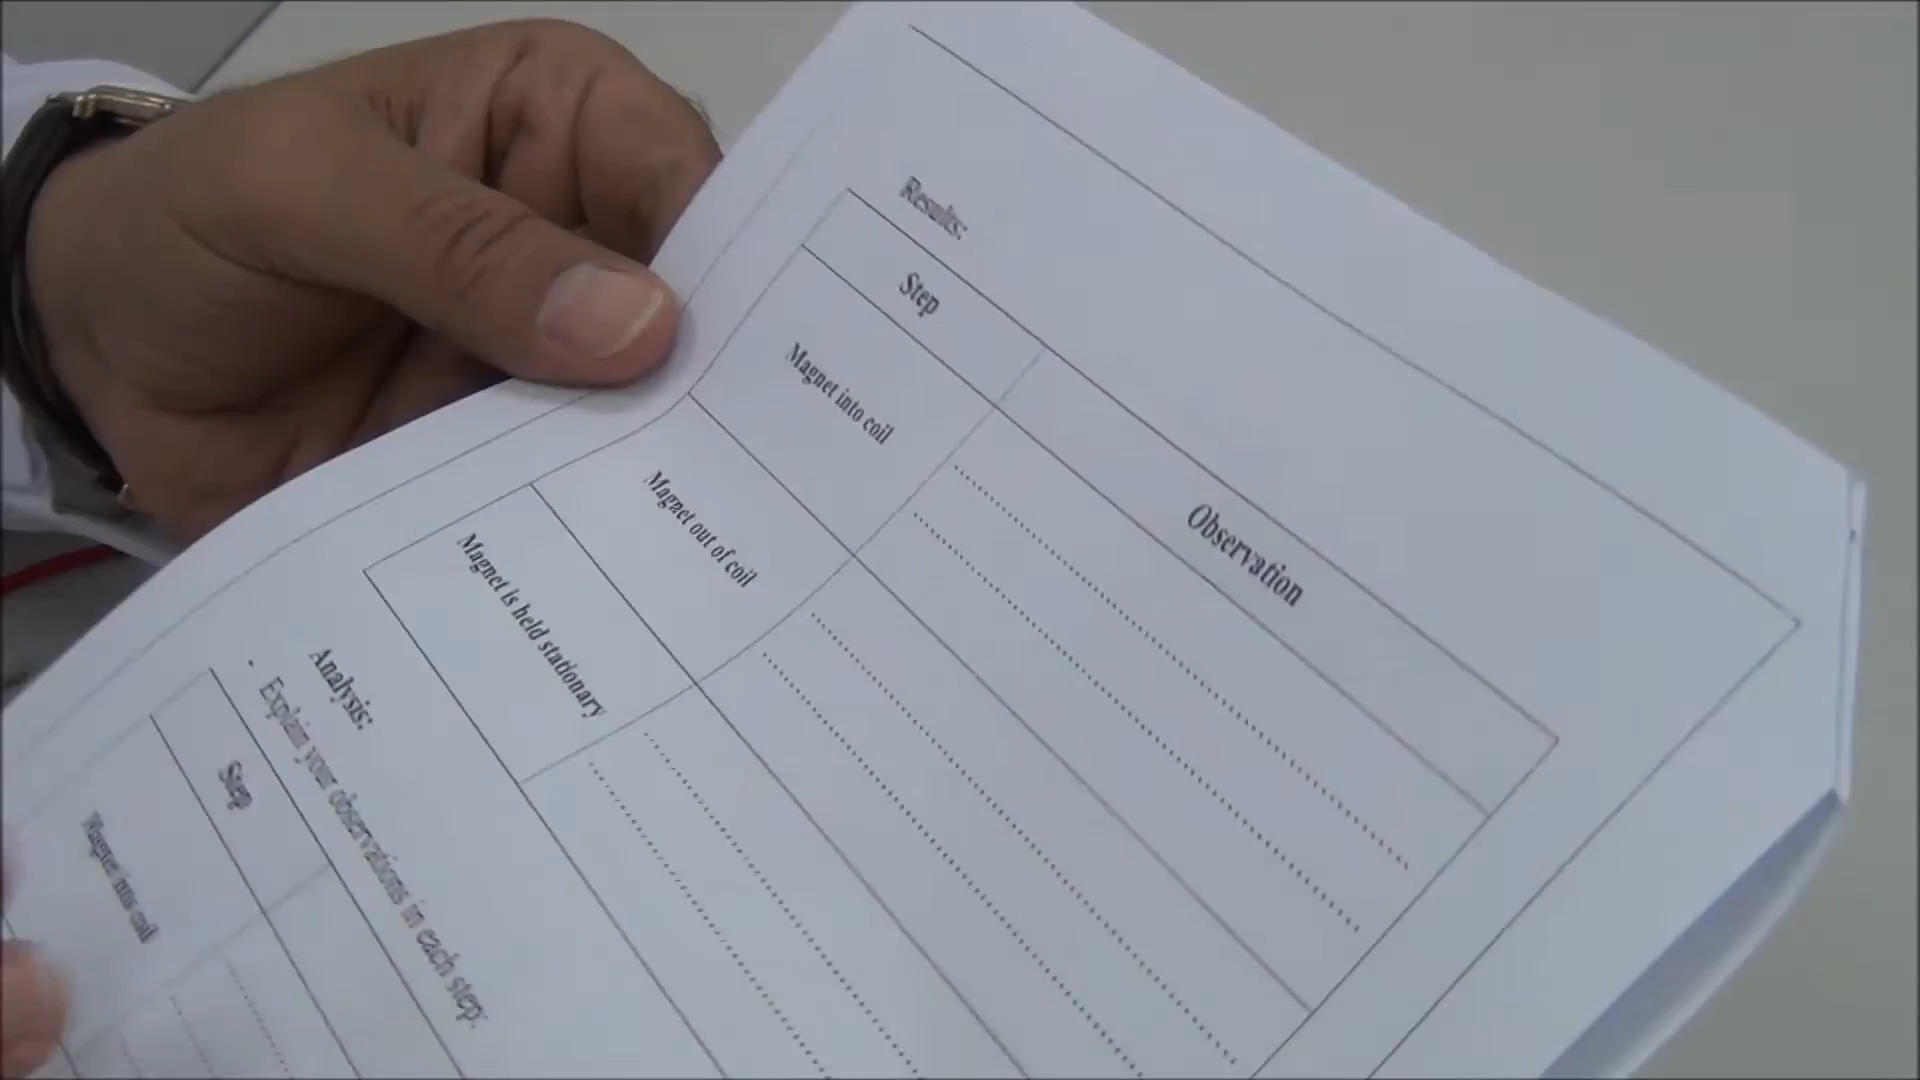 Results:
Step Observation
Magnet into coil
Magnet out of coil
Magnet is held stationary
Analysis:
- Explain your observations in each step:
Step
Magnet into coil